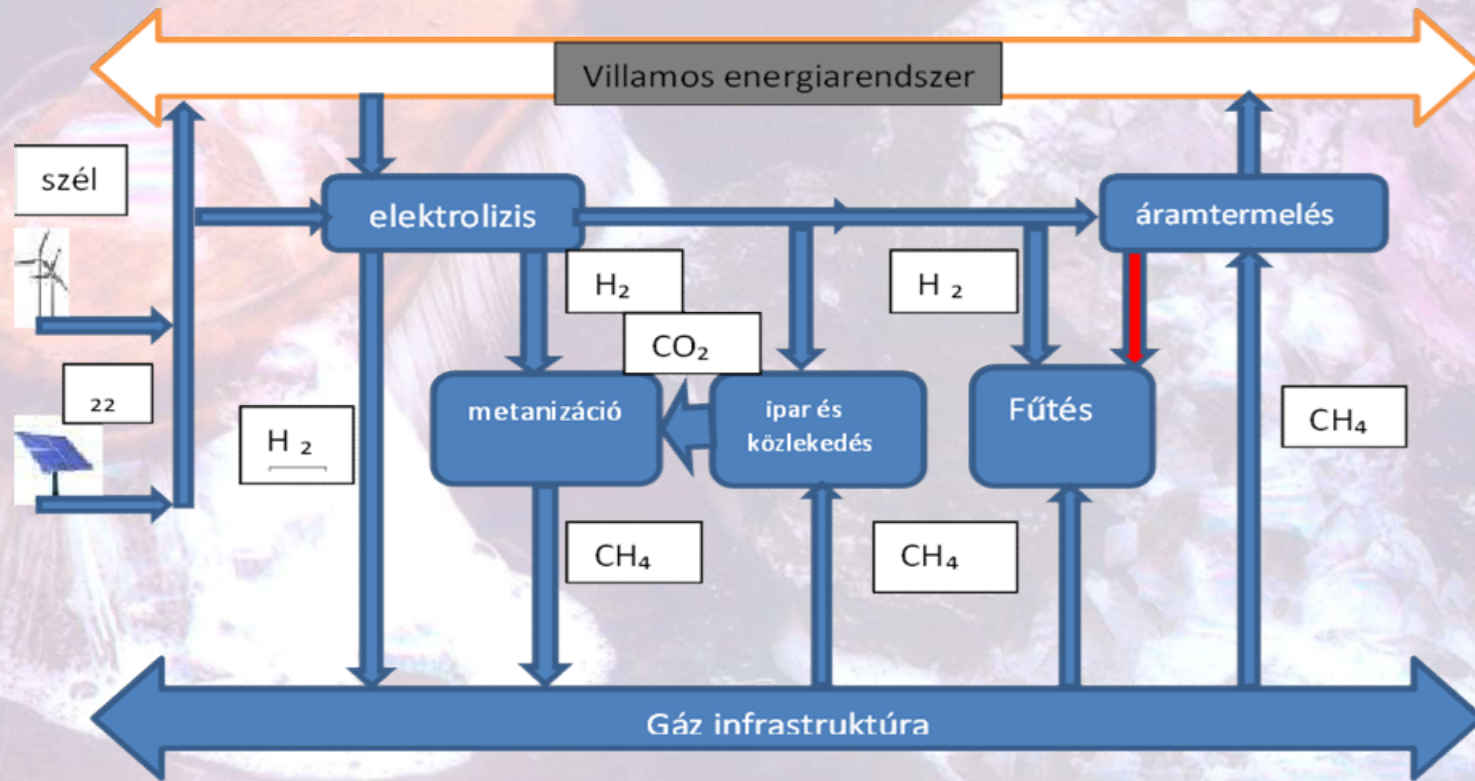 Villamos energiarendszer
szél
elektrolizis
áramtermelés
H₂
H ₂
CO₂
₂₂
H ₂
metanizáció
ipar és
közlekedés
Fűtés
CH₄
CH₄
CH₄
Gáz infrastruktúra